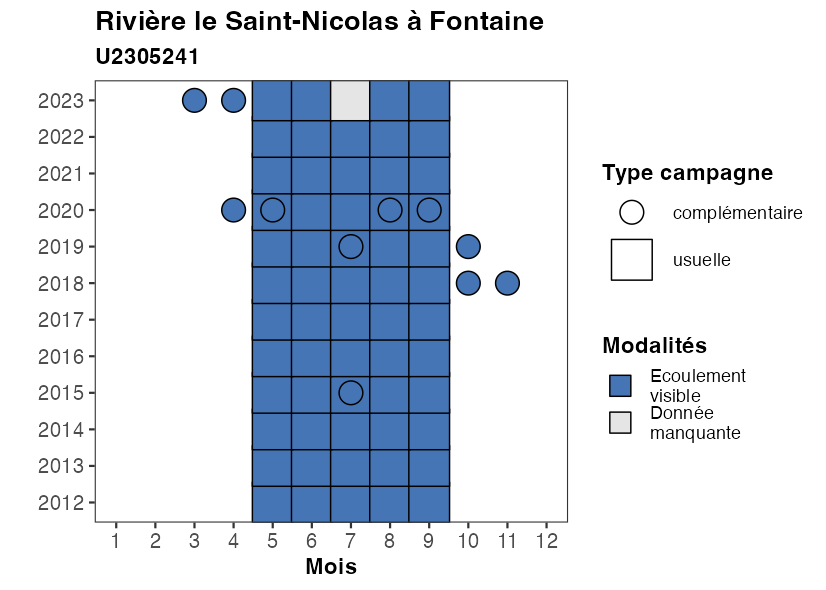 Rivière le Saint-Nicolas à Fontaine
U2305241
2023
2022
2021
2020
2019
2018
2017
2016
2015
2014
2013
2012
1 2 3 4 5 6 7 8 9 10 11 12
Mois
Type campagne
complémentaire
usuelle
Modalités
Ecoulement
visible
Donnée
manquante